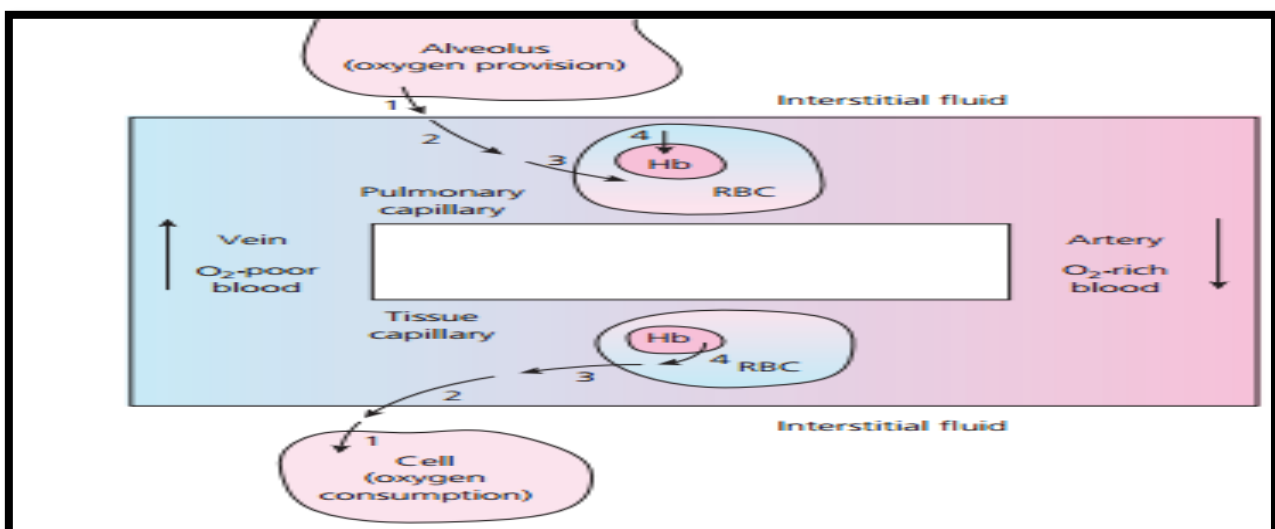 Alveolus
(oxygen provision)
1
Interstitial fluid
2
4
3
Hb
RBC
Pulmonary
capillary
Vein
Artery
O₂-poor
blood
O₂-rich
blood
Tissue
capillary
Hb
4
RBC
3
2
Interstitial fluid
1
Cell
(oxygen
consumption)